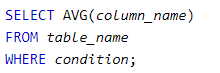 SELECT AVG(column_name)
FROM table_name
WHERE condition;